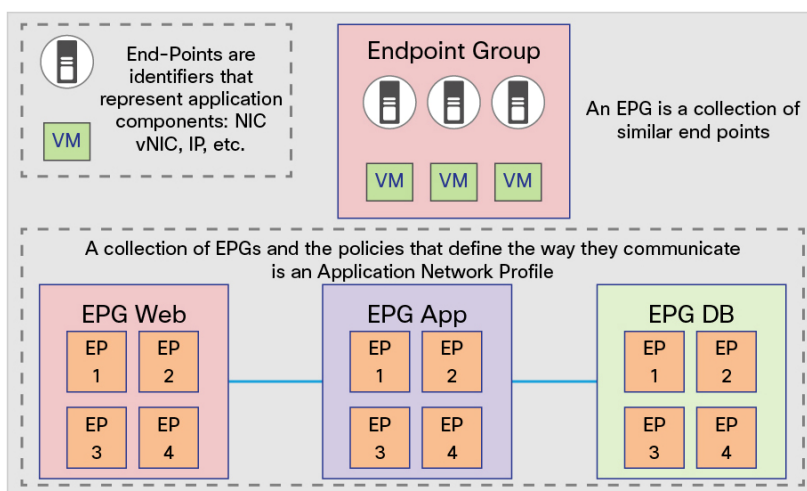 End-Points are
identifiers that
represent application
components: NIC
vNIC, IP, etc.
VM
Endpoint Group
VM VM VM
An EPG is a collection of
similar end points
A collection of EPGs and the policies that define the way they communicate
is an Application Network Profile
EPG Web
EP
1
EP
2
EP
3
EP
4
EPG App
EP
1
EP
2
EP
3
EP
4
EPG DB
EP
1
EP
2
EP
3
EP
4